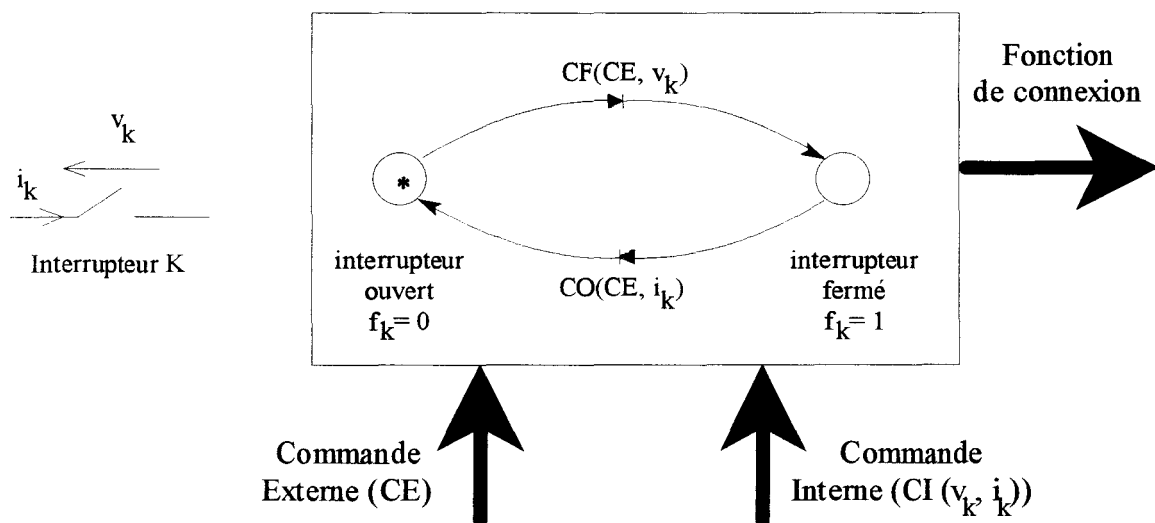 CF(CE, v_k)
Fonction
de connexion
v_k
i_k
*
Interrupteur K
interrupteur
ouvert
f_k= 0
CO(CE, i_k)
interrupteur
fermé
f_k= 1
Commande
Externe (CE)
Commande
Interne (CI (v_k, i_k))